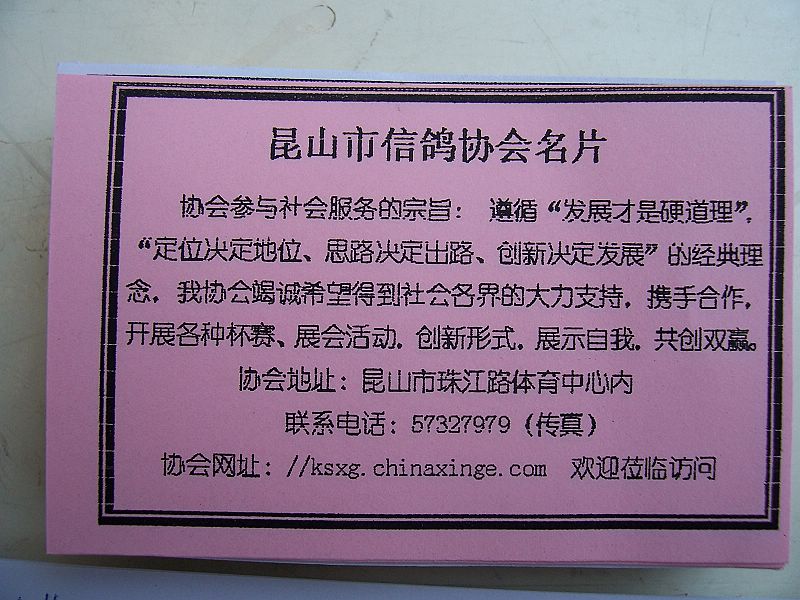 昆山市信鸽协会名片
协会参与社会服务的宗旨： 遵循“发展才是硬道理”，
“定位决定地位、思路决定出路、创新决定发展”的经典理
念，我协会竭诚希望得到社会各界的大力支持，携手合作，
开展各种杯赛、展会活动，创新形式，展示自我，共创双赢。
协会地址：昆山市珠江路体育中心内
联系电话：57327979（传真）
协会网址：//ksxg.chinaxinge.com 欢迎莅临访问